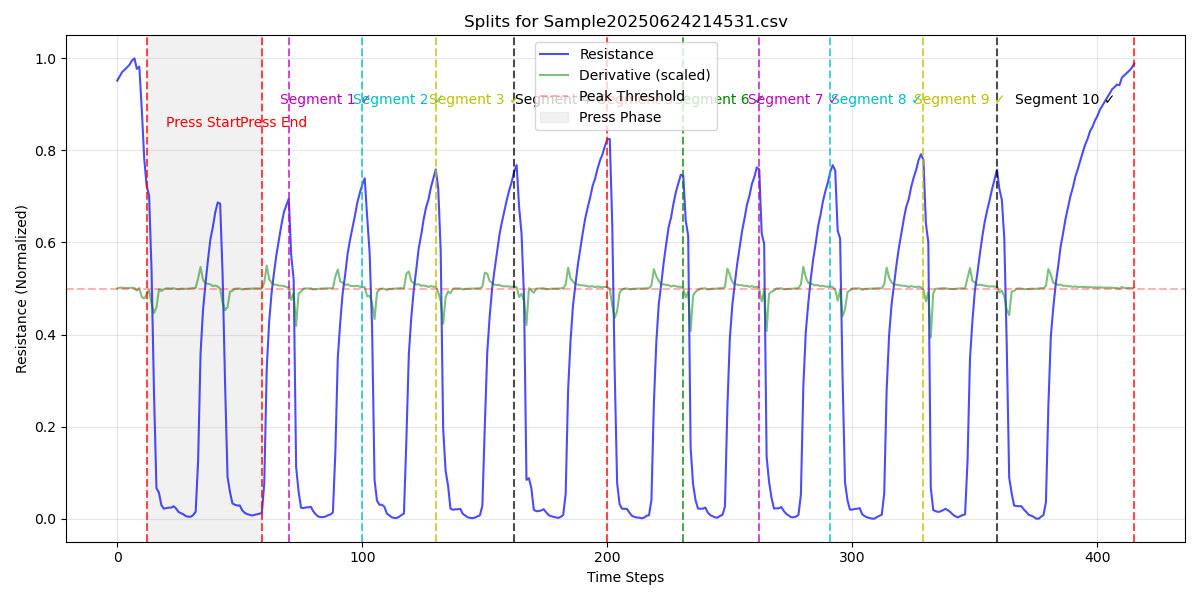 Splits for Sample20250624214531.csv
Resistance
Derivative (scaled)
Peak Threshold
Press Phase
Segment 1 ✓
Segment 2 ✓
Segment 3 ✓
Segment 6 ✓
Segment 7 ✓
Segment 8 ✓
Segment 9 ✓
Segment 10 ✓
Press Start
Press End
Resistance (Normalized)
1.0
0.8
0.6
0.4
0.2
0.0
0
100
200
300
400
Time Steps